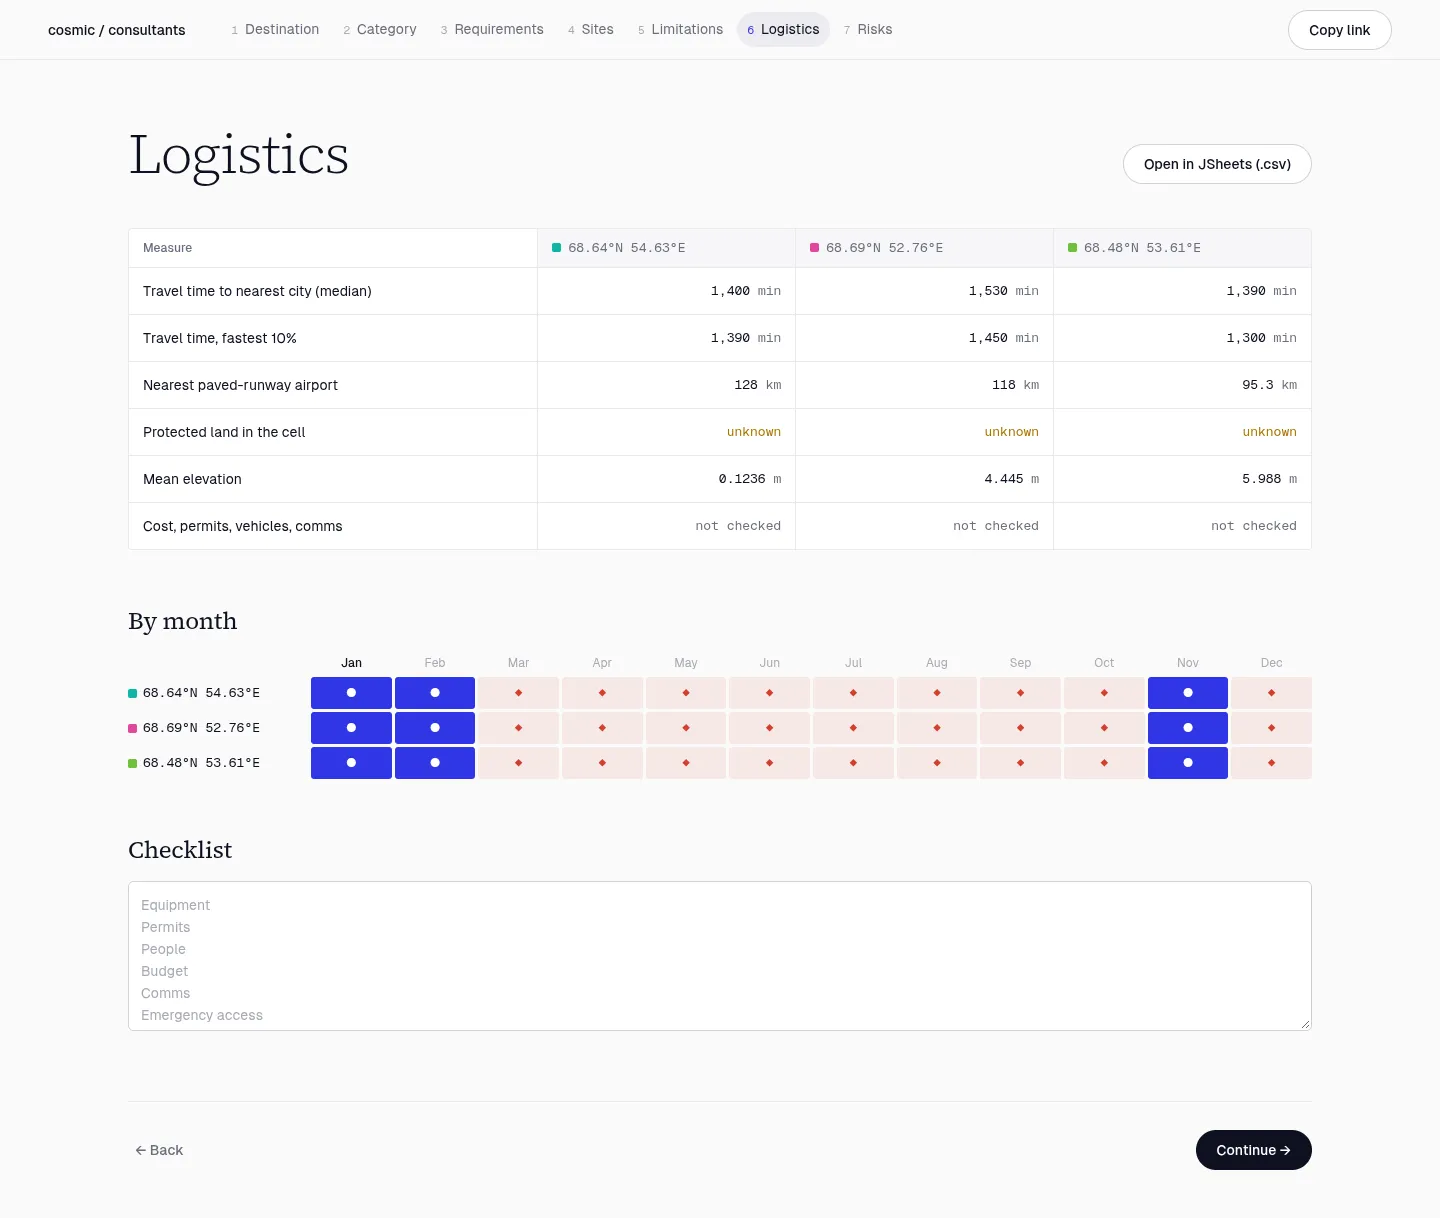 cosmic / consultants 1 Destination 2 Category 3 Requirements 4 Sites 5 Limitations 6 Logistics 7 Risks Copy link
Logistics
Open in JSheets (.csv)
Measure 68.64°N 54.63°E 68.69°N 52.76°E 68.48°N 53.61°E
Travel time to nearest city (median) 1,400 min 1,530 min 1,390 min
Travel time, fastest 10% 1,390 min 1,450 min 1,300 min
Nearest paved-runway airport 128 km 118 km 95.3 km
Protected land in the cell unknown unknown unknown
Mean elevation 0.1236 m 4.445 m 5.988 m
Cost, permits, vehicles, comms not checked not checked not checked
By month
Jan Feb Mar Apr May Jun Jul Aug Sep Oct Nov Dec
68.64°N 54.63°E
68.69°N 52.76°E
68.48°N 53.61°E
Checklist
Equipment
Permits
People
Budget
Comms
Emergency access
← Back Continue →